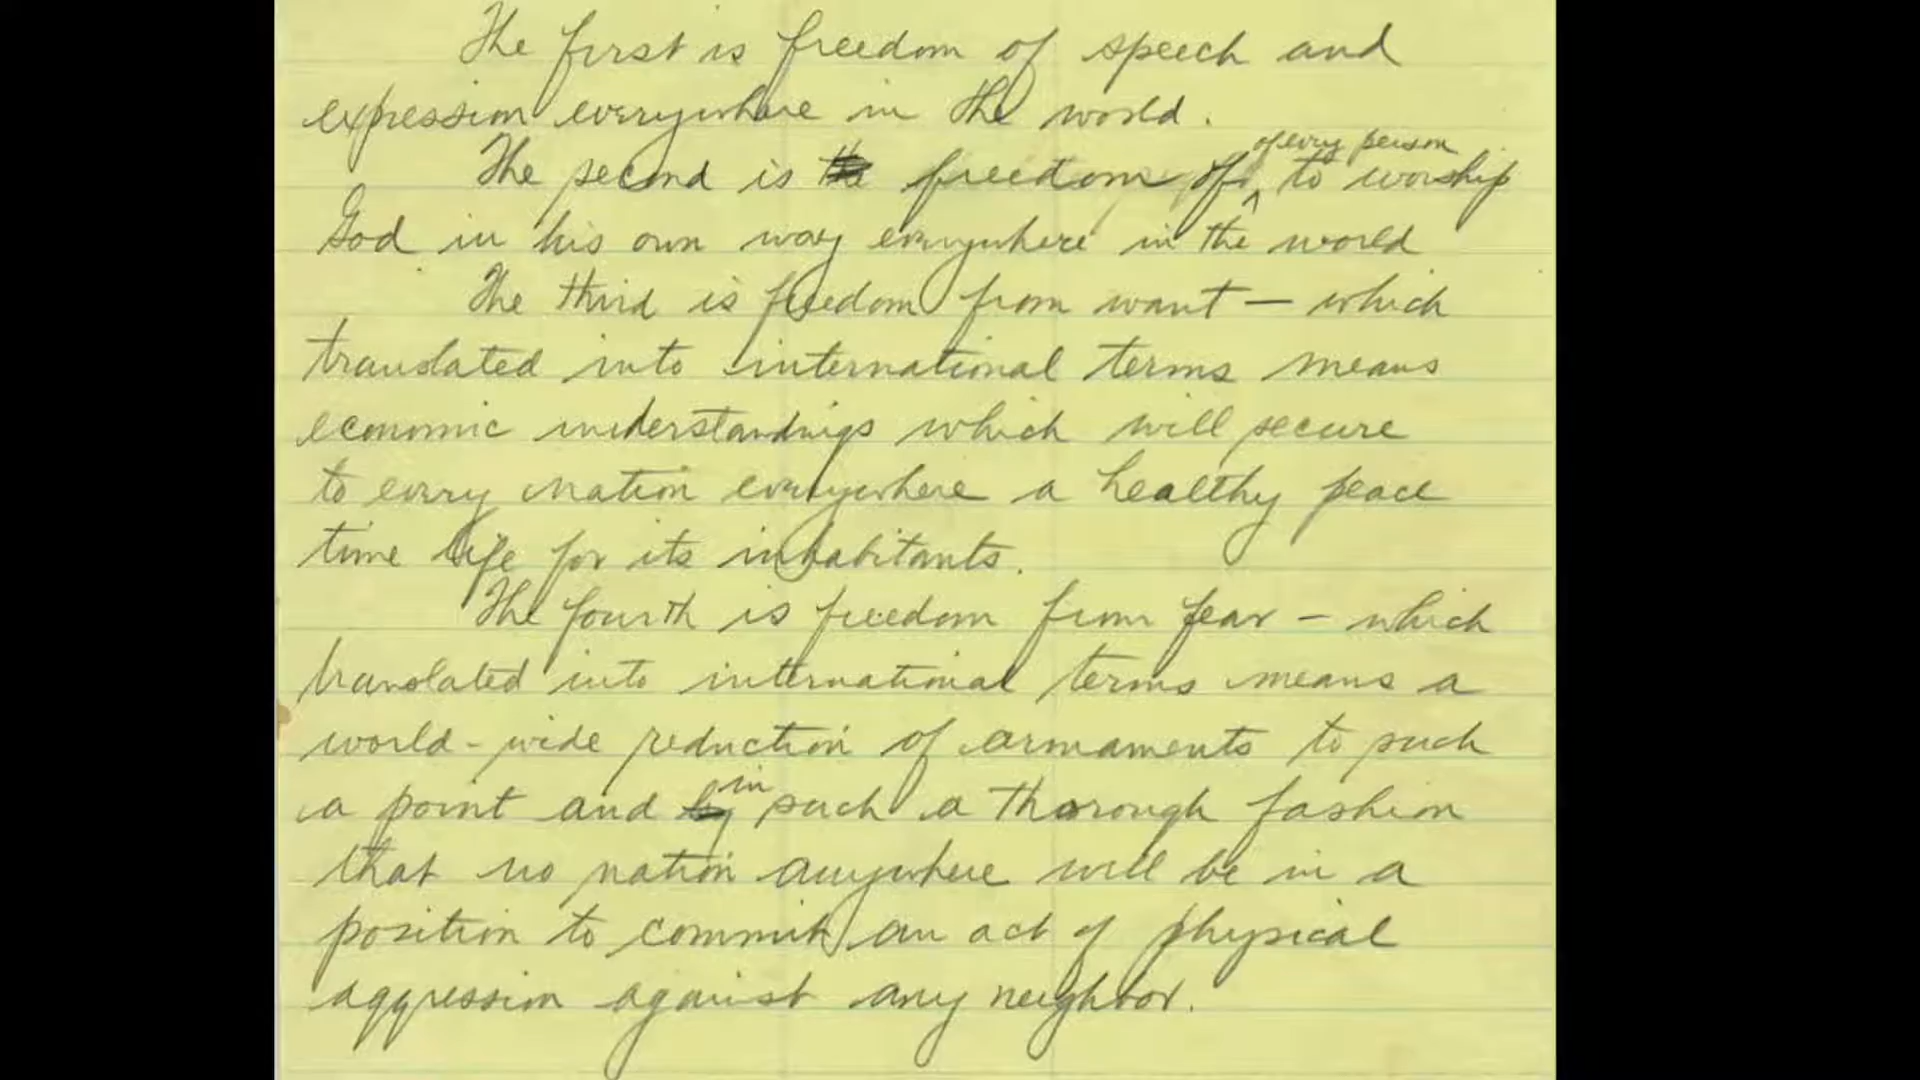 The first is freedom of speech and
expression everywhere in the world.
The second is the freedom of of every person to worship
God in his own way everywhere in the world
The third is freedom from want — which
translated into international terms means
economic understandings which will secure
to every nation everywhere a healthy peace
time life for its inhabitants.
The fourth is freedom from fear — which
translated into international terms means a
world-wide reduction of armaments to such
a point and by in such a thorough fashion
that no nation anywhere will be in a
position to commit an act of physical
aggression against any neighbor.